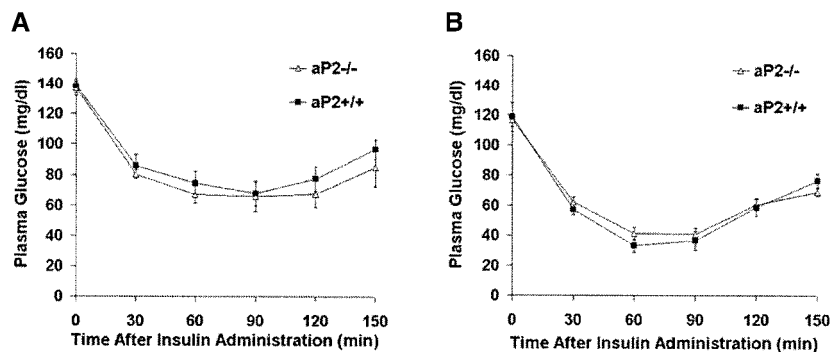 A
160
140
120
100
80
60
40
20
0
Plasma Glucose (mg/dl)
aP2-/-
aP2+/+
0 30 60 90 120 150
Time After Insulin Administration (min)
B
160
140
120
100
80
60
40
20
0
Plasma Glucose (mg/dl)
aP2-/-
aP2+/+
0 30 60 90 120 150
Time After Insulin Administration (min)